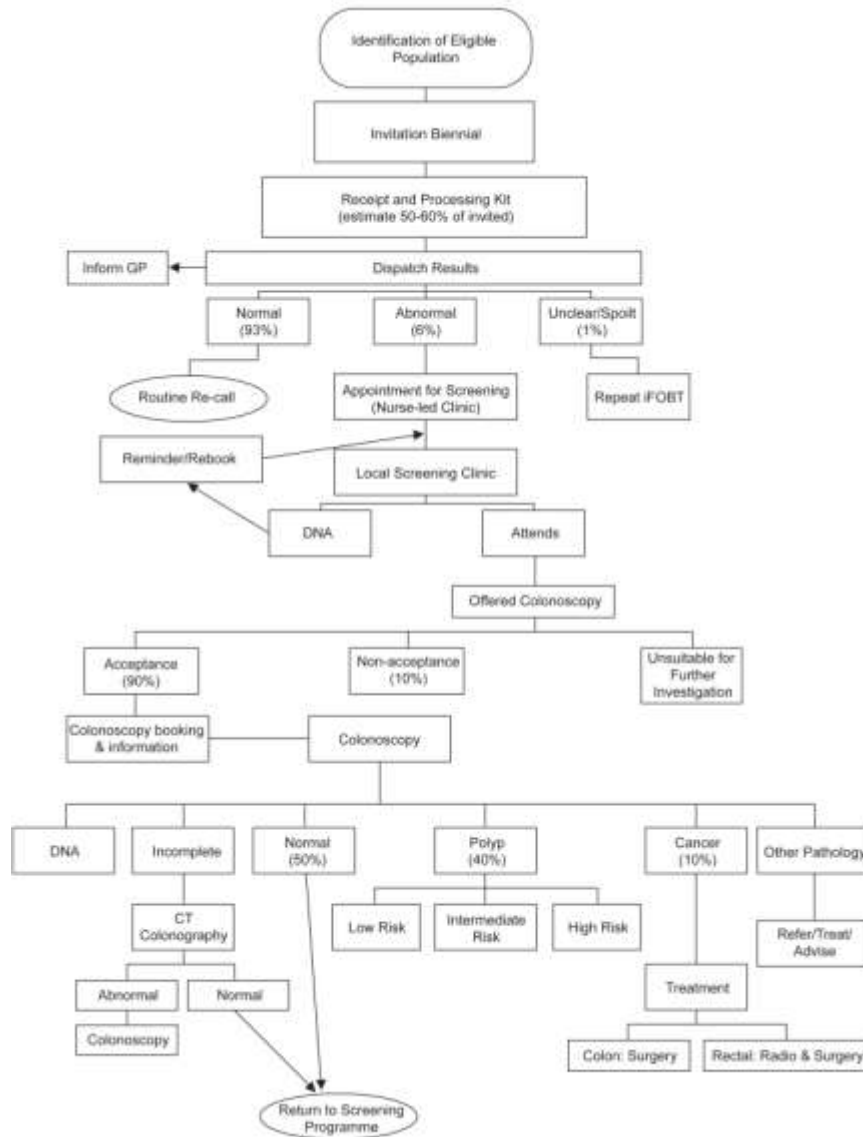 Identification of Eligible
Population
Invitation Biennial
Receipt and Processing Kit
(estimate 50-60% of invited)
Inform GP
Dispatch Results
Normal
(93%)
Abnormal
(6%)
Unclear/Spoilt
(1%)
Routine Re-call
Appointment for Screening
(Nurse-led Clinic)
Repeat iFOBT
Reminder/Rebook
Local Screening Clinic
DNA
Attends
Offered Colonoscopy
Acceptance
(90%)
Non-acceptance
(10%)
Unsuitable for
Further
Investigation
Colonoscopy booking
& information
Colonoscopy
DNA
Incomplete
Normal
(50%)
Polyp
(40%)
Cancer
(10%)
Other Pathology
CT
Colonography
Low Risk
Intermediate
Risk
High Risk
Refer/Treat/
Advise
Abnormal
Normal
Treatment
Colonoscopy
Colon: Surgery
Rectal: Radio & Surgery
Return to Screening
Programme